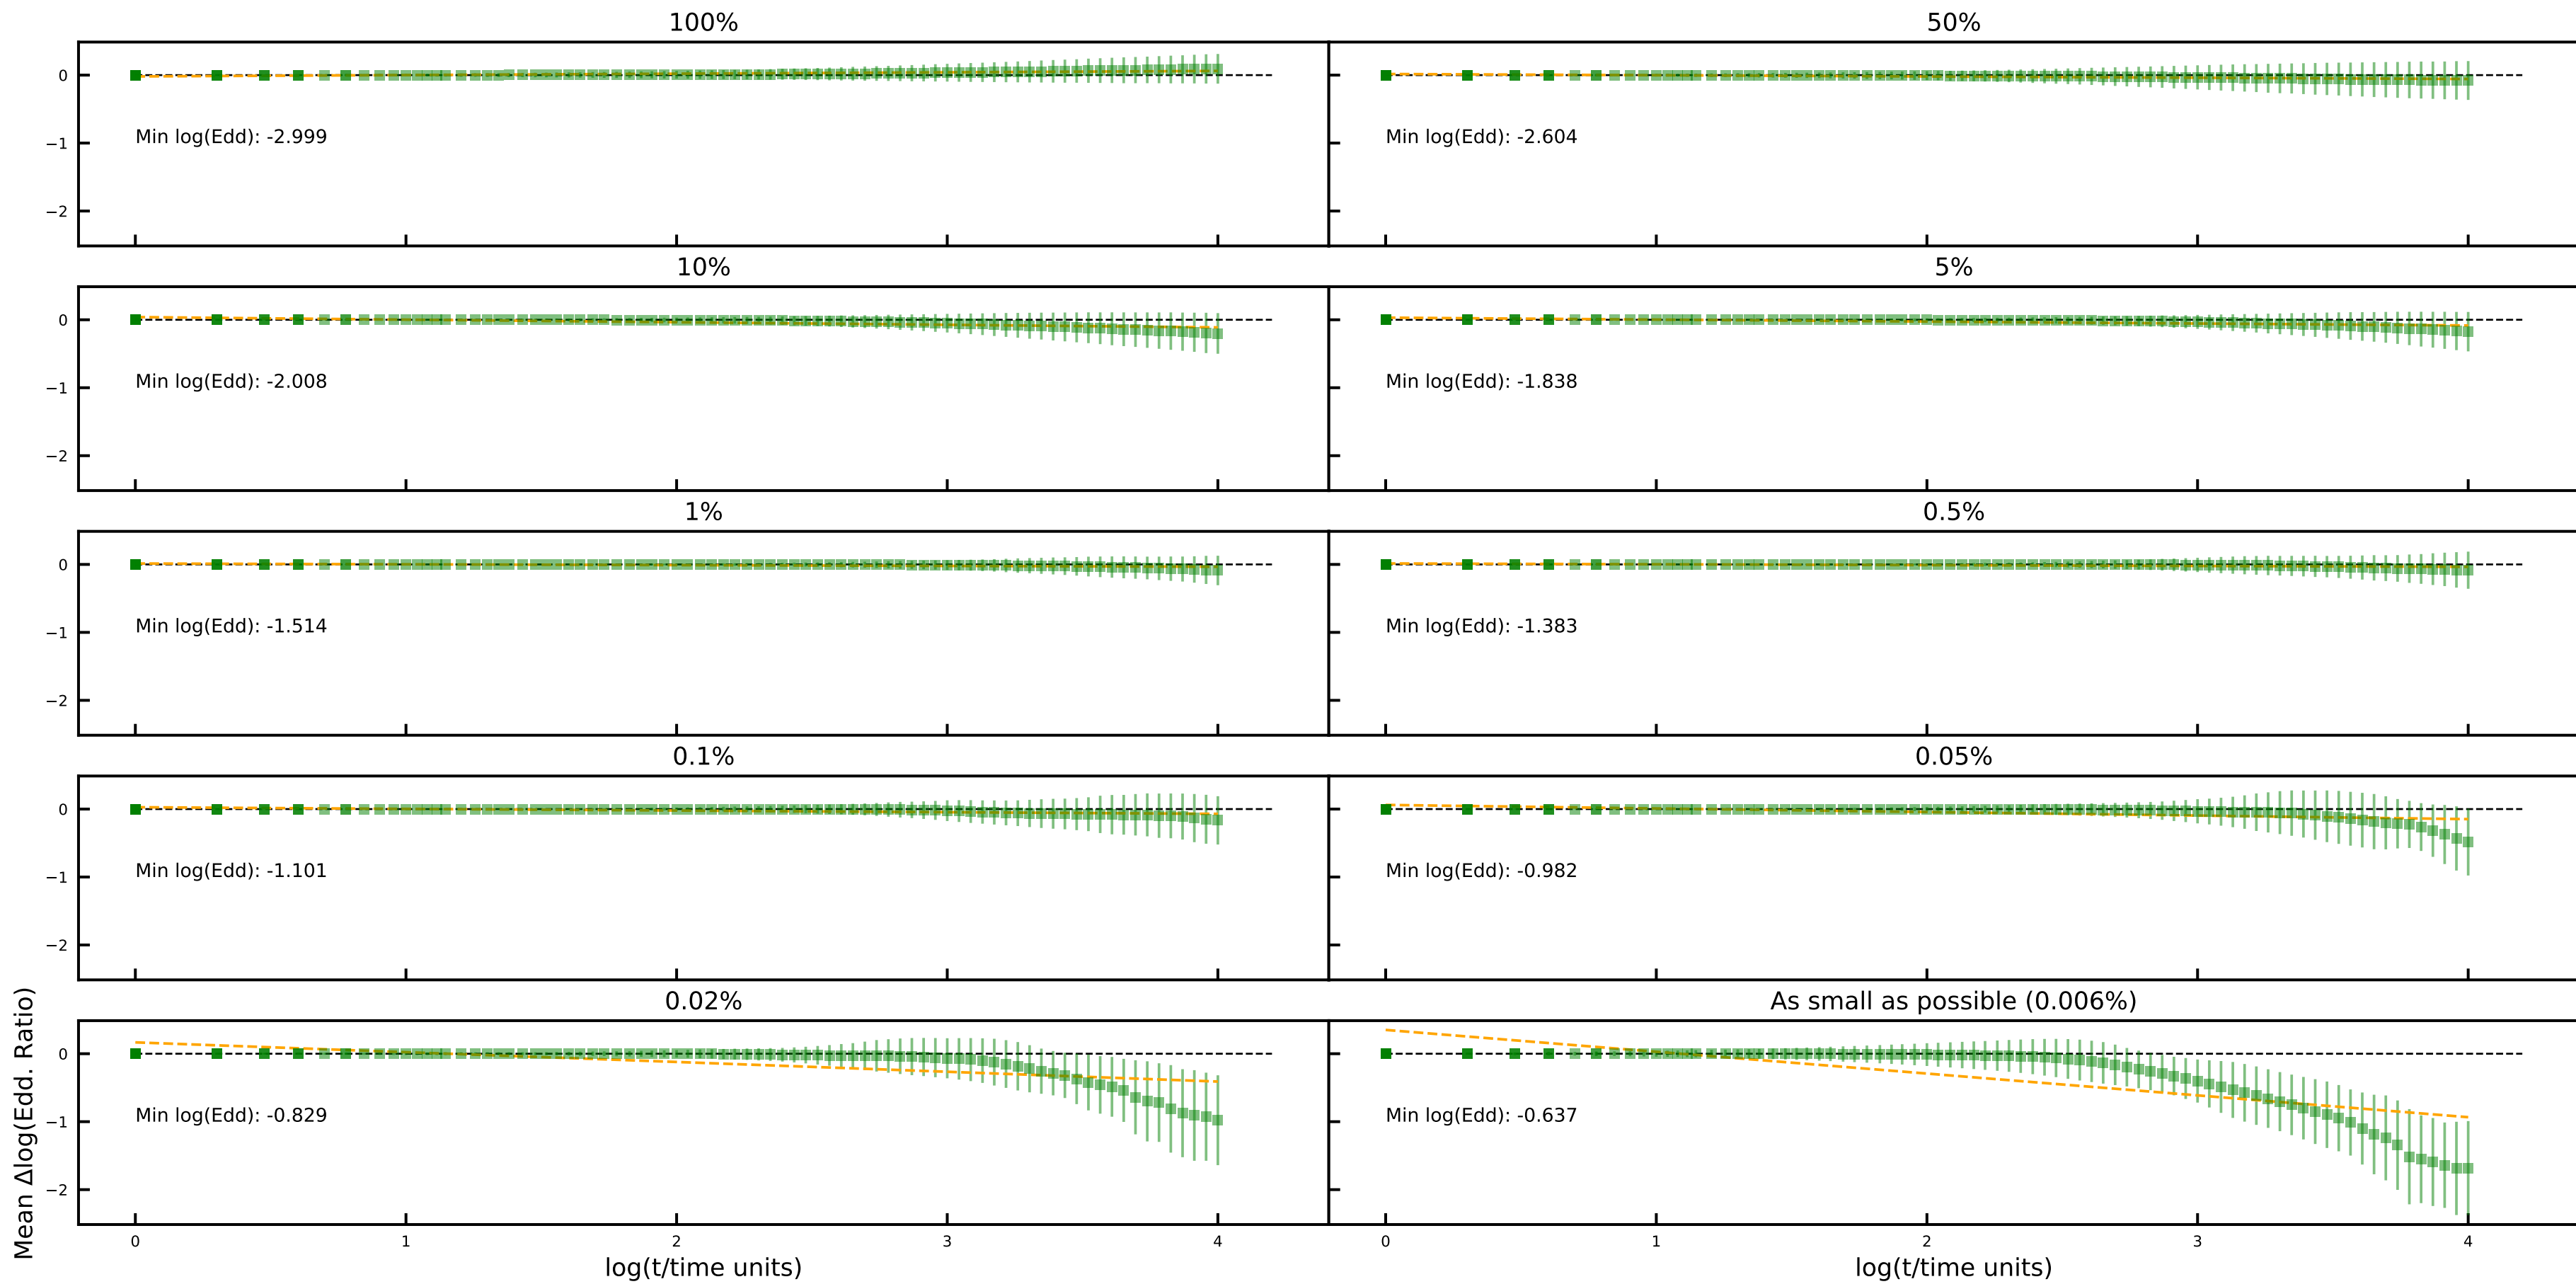 100%
50%
0
−1
−2
Min log(Edd): -2.999
Min log(Edd): -2.604
10%
5%
0
−1
−2
Min log(Edd): -2.008
Min log(Edd): -1.838
1%
0.5%
0
−1
−2
Min log(Edd): -1.514
Min log(Edd): -1.383
0.1%
0.05%
0
−1
−2
Min log(Edd): -1.101
Min log(Edd): -0.982
0.02%
As small as possible (0.006%)
Mean Δlog(Edd. Ratio)
0
−1
−2
Min log(Edd): -0.829
Min log(Edd): -0.637
0 1 2 3 4
0 1 2 3 4
log(t/time units)
log(t/time units)